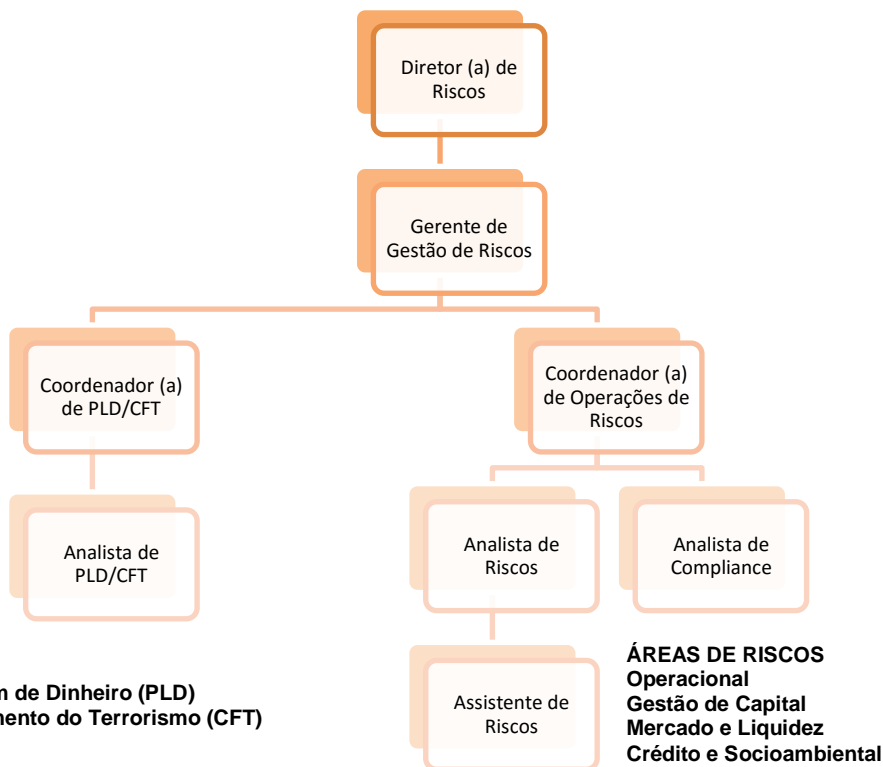 Diretor (a) de
Riscos
Gerente de
Gestão de Riscos
Coordenador (a)
de PLD/CFT
Coordenador (a)
de Operações de
Riscos
Analista de
PLD/CFT
Analista de
Riscos
Analista de
Compliance
Assistente de
Riscos
de Dinheiro (PLD)
do Terrorismo (CFT)
ÁREAS DE RISCOS
Operacional
Gestão de Capital
Mercado e Liquidez
Crédito e Socioambiental